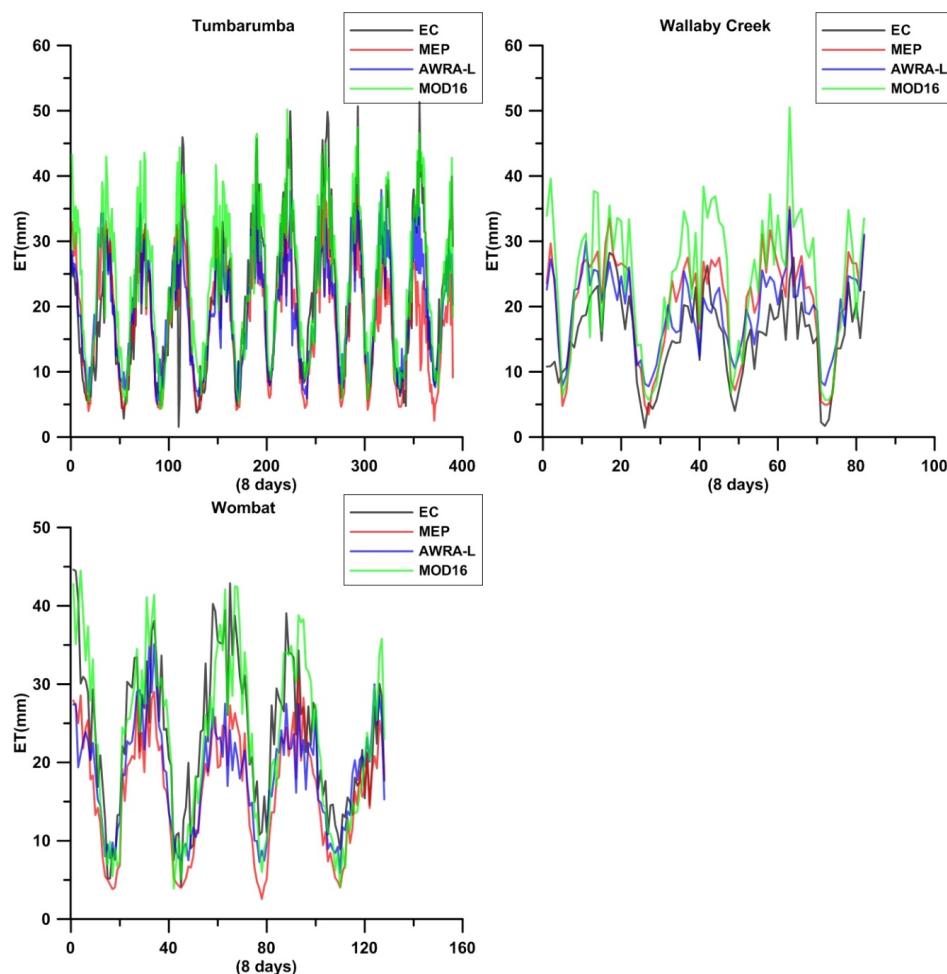 Tumbarumba
EC
MEP
AWRA-L
MOD16
60
50
40
30
20
10
0
ET(mm)
0 100 200 300 400
(8 days)
Wallaby Creek
EC
MEP
AWRA-L
MOD16
60
50
40
30
20
10
0
ET(mm)
0 20 40 60 80 100
(8 days)
Wombat
EC
MEP
AWRA-L
MOD16
50
40
30
20
10
0
ET(mm)
0 40 80 120 160
(8 days)